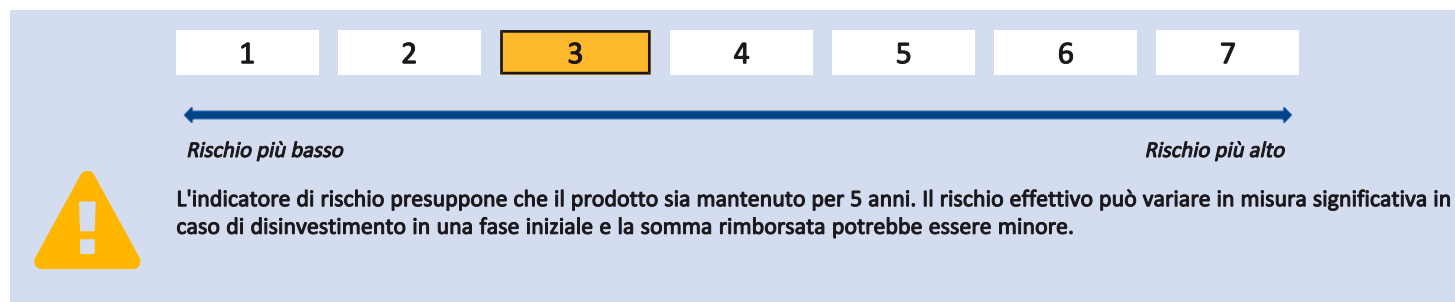 1 2 3 4 5 6 7
Rischio più basso Rischio più alto
L'indicatore di rischio presuppone che il prodotto sia mantenuto per 5 anni. Il rischio effettivo può variare in misura significativa in
caso di disinvestimento in una fase iniziale e la somma rimborsata potrebbe essere minore.